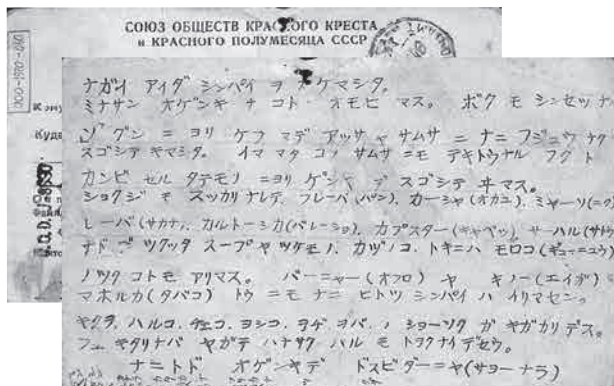 СОЮЗ ОБЩЕСТВ КРАСНОГО КРЕСТА
и КРАСНОГО ПОЛУМЕСЯЦА СССР
ナガイ アイダ シンパイ ヲ カケマシタ。
ミナサン オゲンキ ナ コト オモヒ マス。 ボク モ シンセツ ナ
グン ニ ヨリ ケフ マデ アツサ ヤ サムサ ニ ナニ フジユウ ナク
スゴシテ キマシタ。 イマ マタ コノ サムサ ニモ テキトウナル フク ト
カンビ セル タテモノ ニヨリ ゲンキ デ スゴシテ ヰマス。
ショクジ モ スッカリ ナレテ、フレーバ(パン)、カーシャ(オカユ)、ミャーソ(ニク)
レーバ(サカナ)、カルトーシカ(バレーショ)、カプスター(キャベツ)、サーハル(サトウ
ナド デ ツクッタ スープ ヤ ツケモノ、カヅノコ、トキニハ モロコ(ギューニュウ)
ノツク コトモ アリマス。 バーニャー(オフロ) ヤ キノー(エイガ)
マホルカ(タバコ) トウ ニモ ナニ ヒトツ シンパイ ハ イリマセン。
ハルコ、チエコ、ヨシコ、 オバ、ノ ショーソク ガ キガカリ デス。
フユ キタリナバ ヤガテ ハナサク ハル モ トヲクナイデセウ。
ナニトド オゲンキデ ドスビダーニヤ(サヨーナラ)